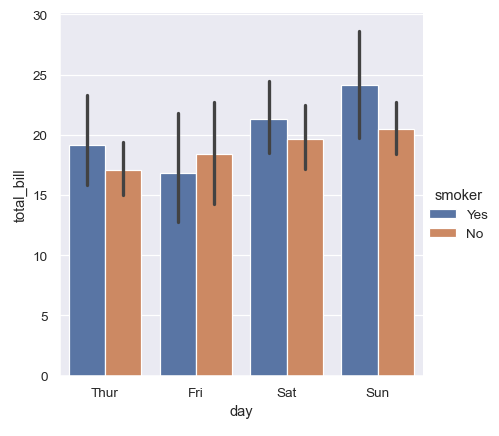 30
25
20
15
10
5
0
total_bill
Thur Fri Sat Sun
day
smoker
Yes
No